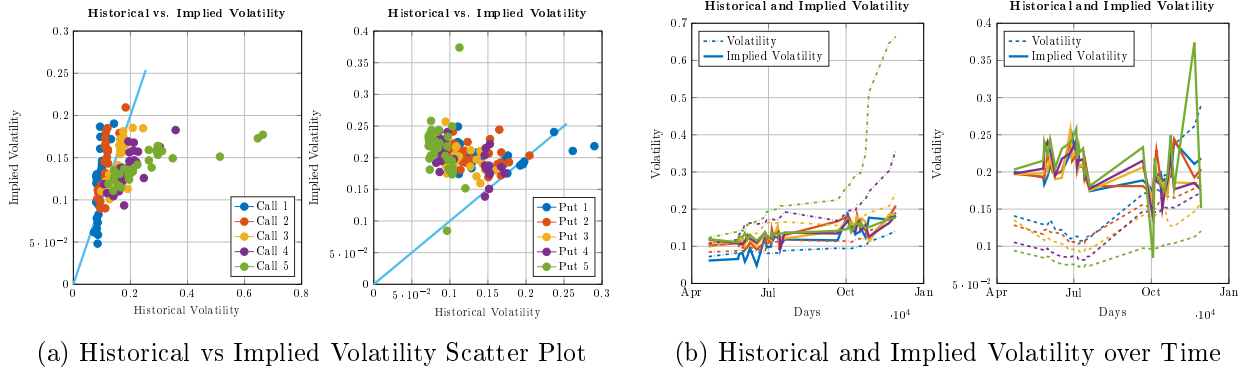 Historical vs. Implied Volatility
0.3
0.25
0.2
0.15
0.1
5 · 10⁻²
0
0
0.2
0.4
0.6
0.8
Implied Volatility
Historical Volatility
Call 1
Call 2
Call 3
Call 4
Call 5
Historical vs. Implied Volatility
0.4
0.35
0.3
0.25
0.2
0.15
0.1
5 · 10⁻²
0
0
5 · 10⁻²
0.1
0.15
0.2
0.25
0.3
Implied Volatility
Historical Volatility
Put 1
Put 2
Put 3
Put 4
Put 5
(a) Historical vs Implied Volatility Scatter Plot
Historical and Implied Volatility
0.7
0.6
0.5
0.4
0.3
0.2
0.1
0
Apr
Jul
Oct
Jan
Volatility
Days
·10⁴
Volatility
Implied Volatility
Historical and Implied Volatility
0.4
0.35
0.3
0.25
0.2
0.15
0.1
5 · 10⁻²
Apr
Jul
Oct
Jan
Volatility
Days
·10⁴
Volatility
Implied Volatility
(b) Historical and Implied Volatility over Time